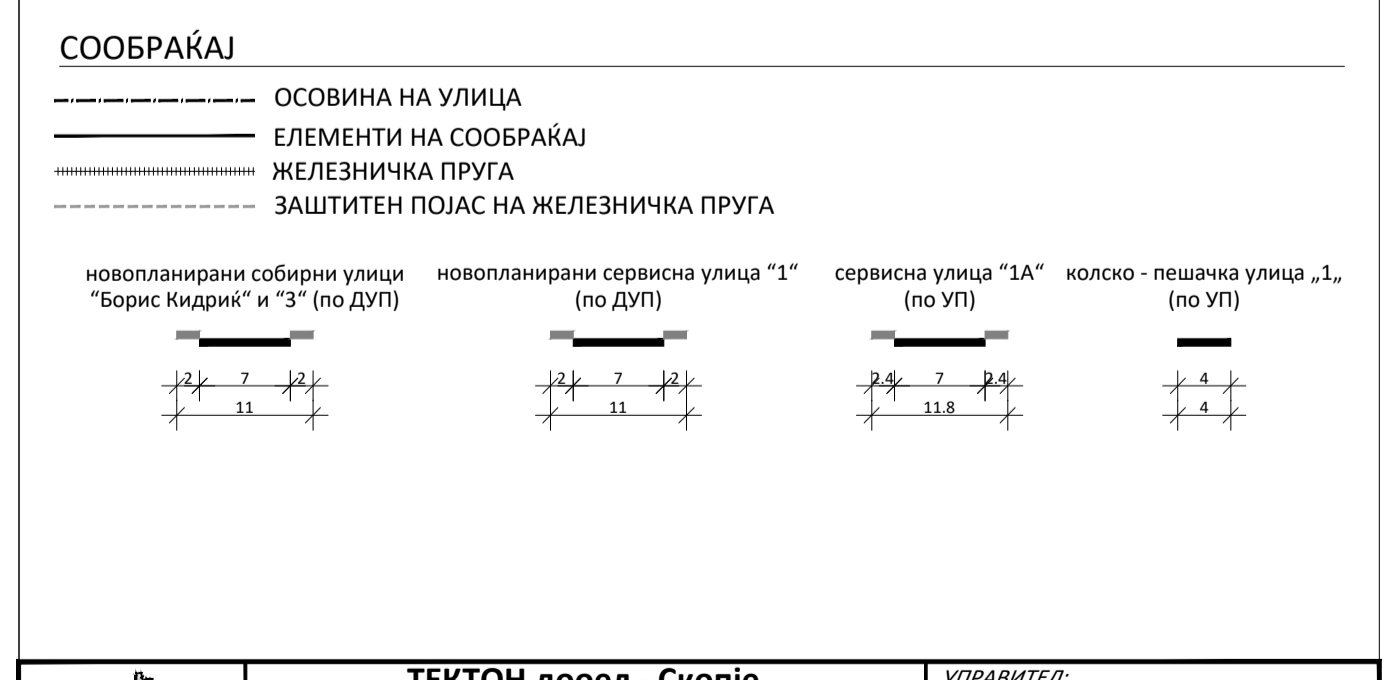 СООБРАЌАЈ
ОСОВИНА НА УЛИЦА
ЕЛЕМЕНТИ НА СООБРАЌАЈ
ЖЕЛЕЗНИЧКА ПРУГА
ЗАШТИТЕН ПОЈАС НА ЖЕЛЕЗНИЧКА ПРУГА
новопланирани собирни улици
“Борис Кидриќ“ и “3“ (по ДУП)
2 7 2
11
новопланирани сервисна улица “1“
(по ДУП)
2 7 2
11
сервисна улица “1А“
(по УП)
2.4 7 2.4
11.8
колско - пешачка улица „1„
(по УП)
4
4
ТЕКТОН дооел Скопје
УПРАВИТЕЛ: